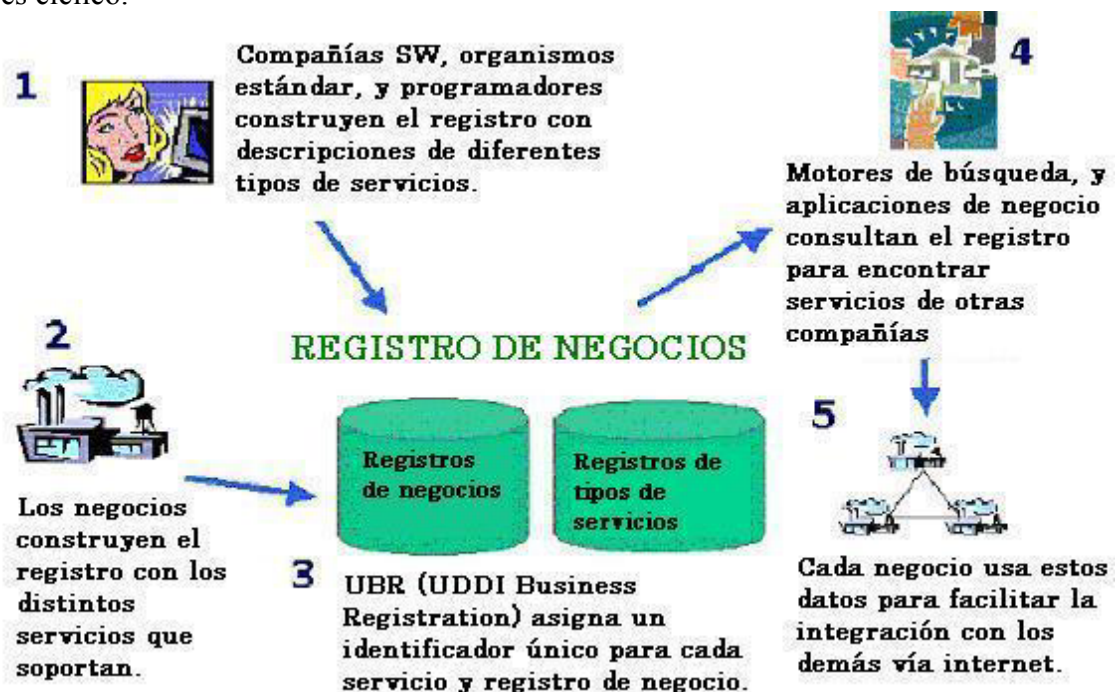 es cíclico.
1
Compañías SW, organismos
estándar, y programadores
construyen el registro con
descripciones de diferentes
tipos de servicios.
4
Motores de búsqueda, y
aplicaciones de negocio
consultan el registro
para encontrar
servicios de otras
compañías
2
Los negocios
construyen el
registro con los
distintos
servicios que
soportan.
REGISTRO DE NEGOCIOS
Registros
de negocios
Registros de
tipos de
servicios
3
UBR (UDDI Business
Registration) asigna un
identificador único para cada
servicio y registro de negocio.
5
Cada negocio usa estos
datos para facilitar la
integración con los
demás vía internet.